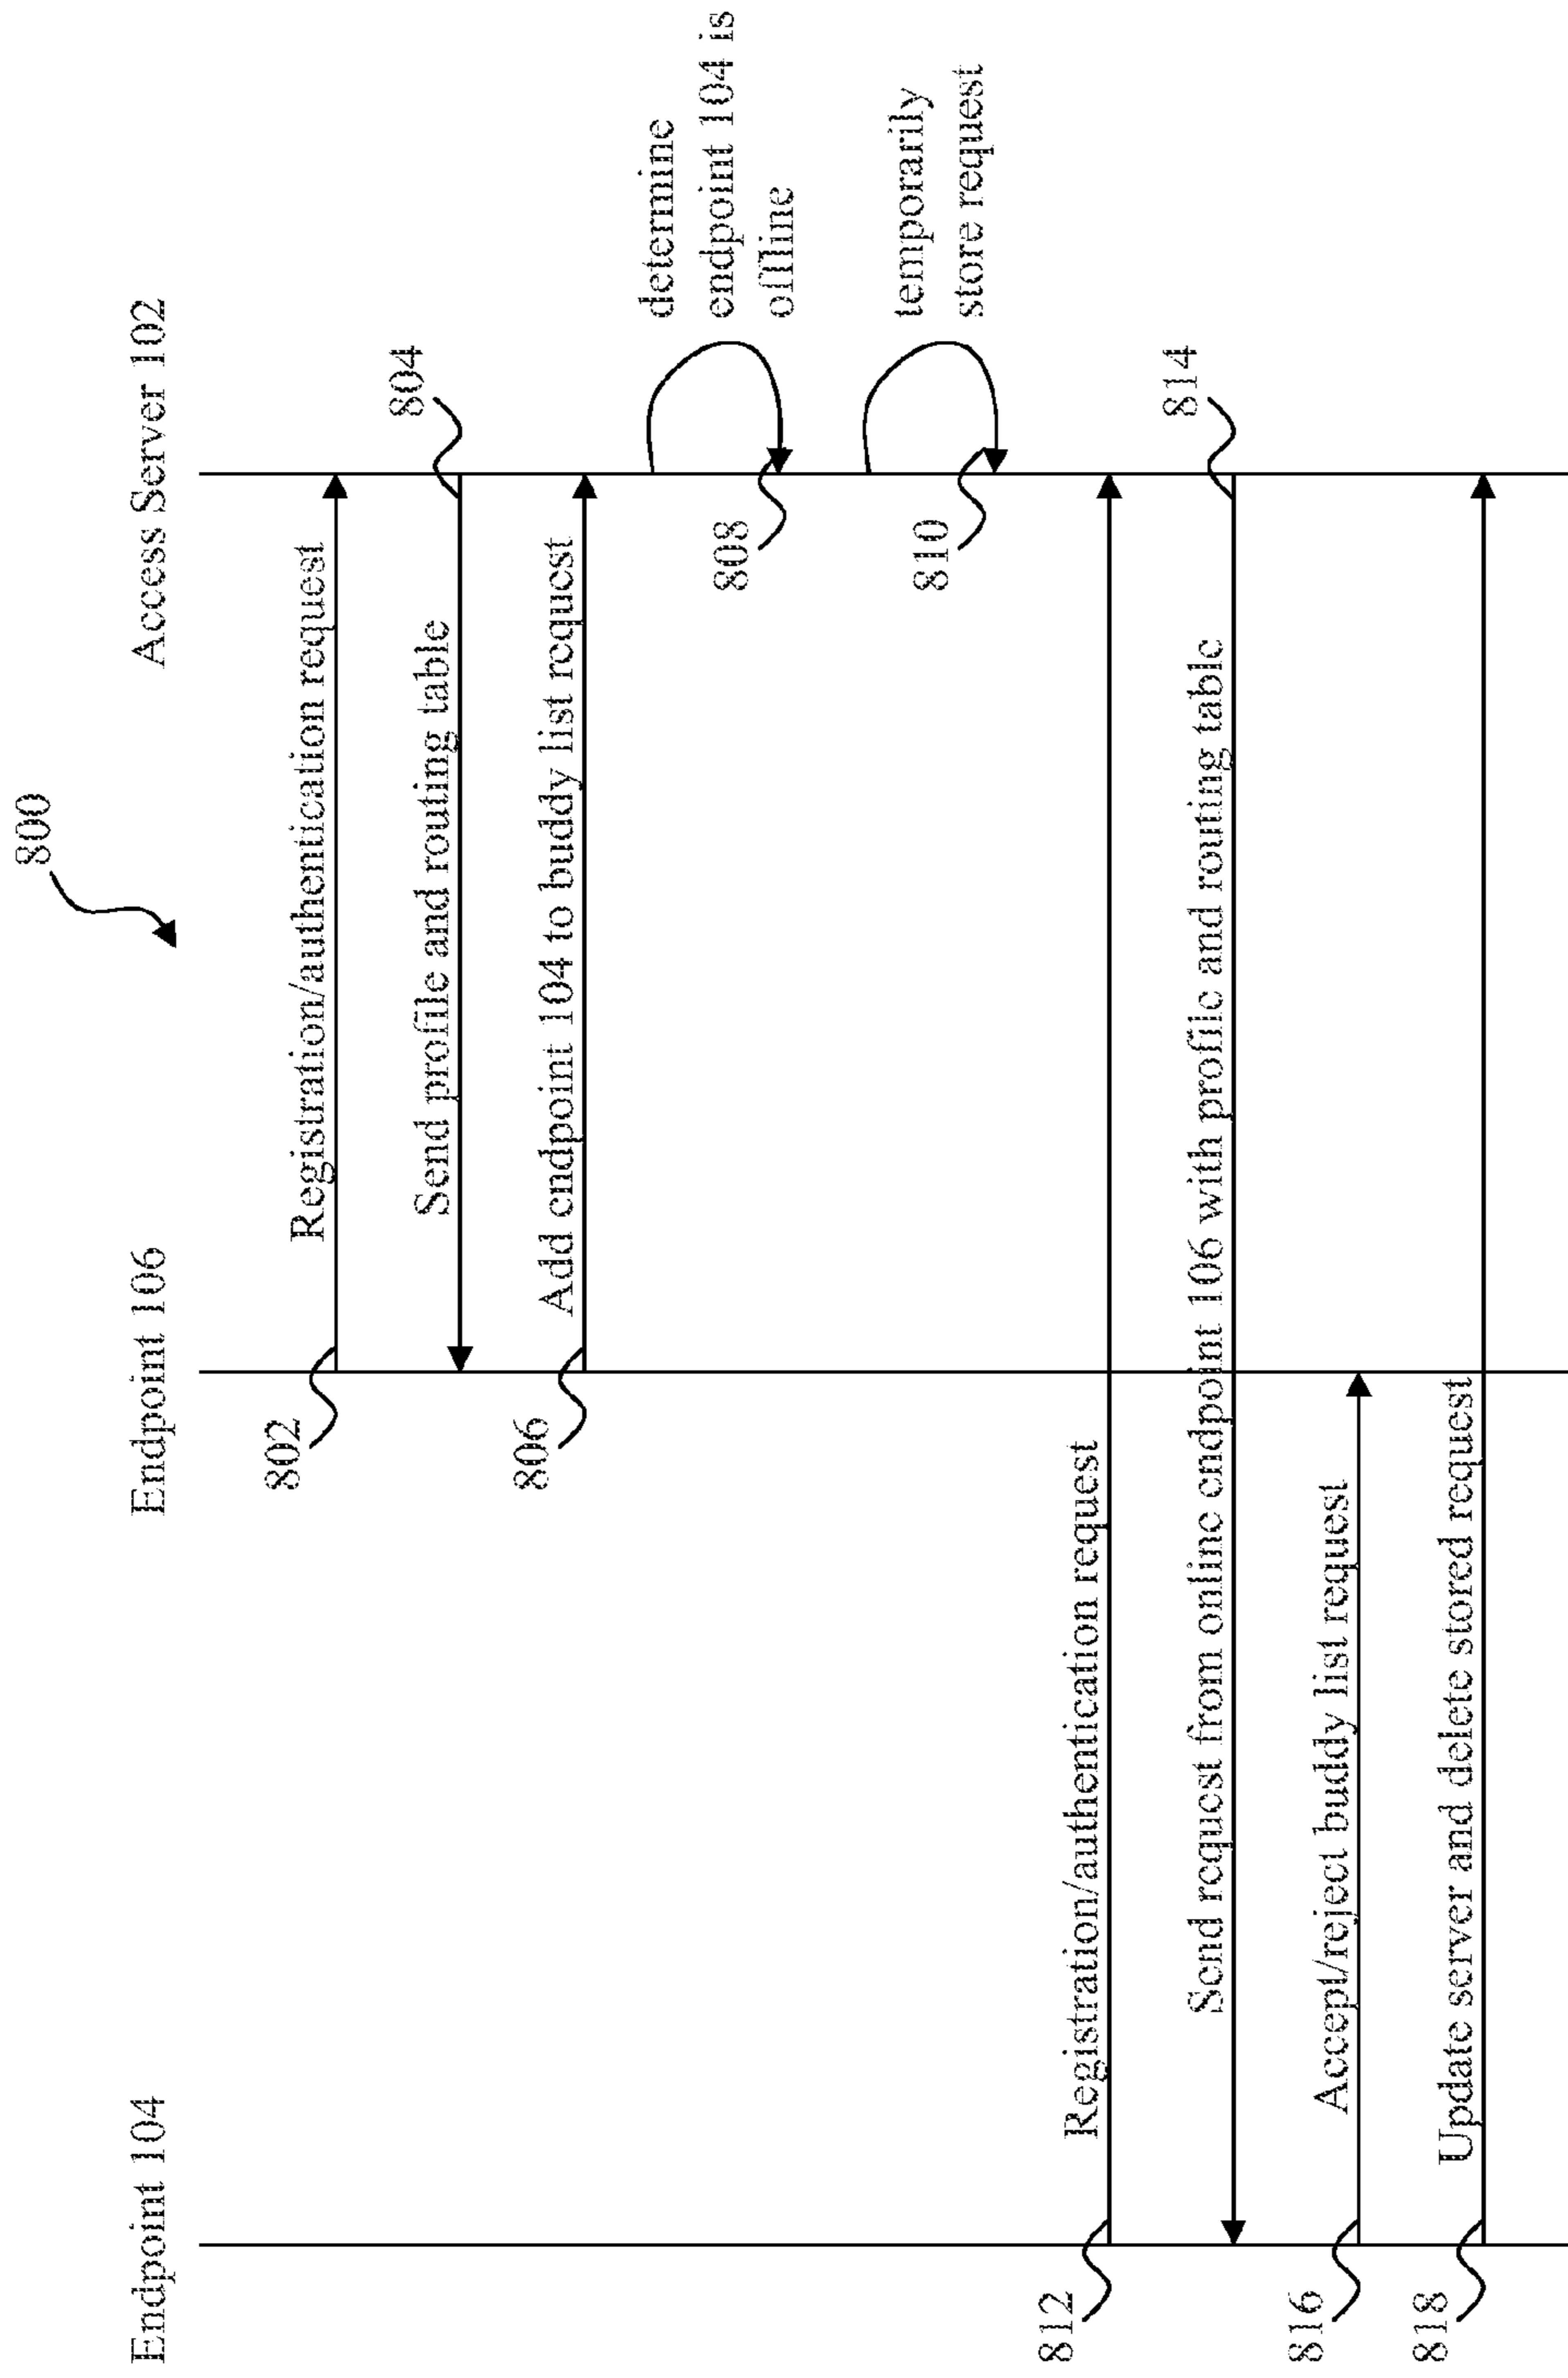 800
Endpoint 104
Endpoint 106
Access Server 102
802
Registration/authentication request
804
Send profile and routing table
806
Add endpoint 104 to buddy list request
determine
endpoint 104 is
offline
808
temporarily
store request
810
812
Registration/authentication request
814
Send request from online endpoint 106 with profile and routing table
816
Accept/reject buddy list request
818
Update server and delete stored request